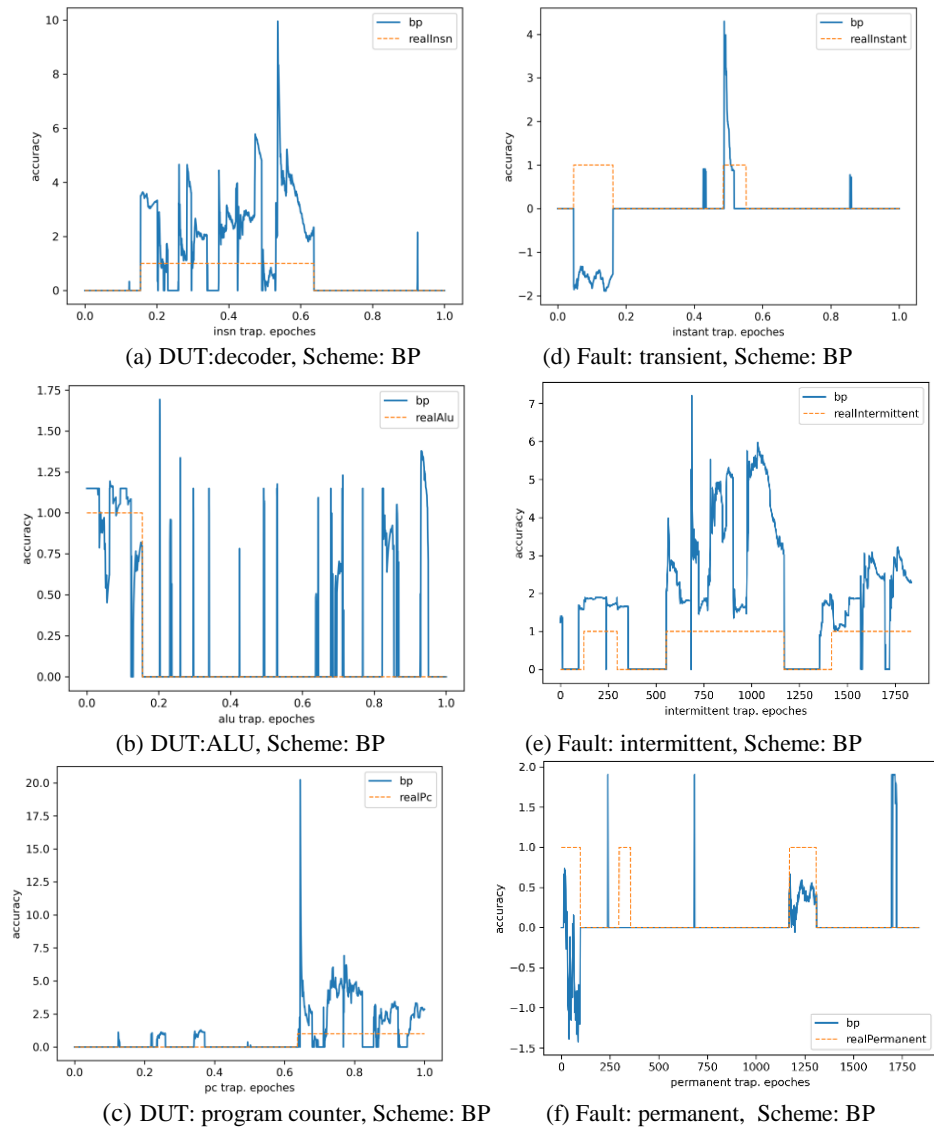 10
8
6
4
2
0
accuracy
bp
realInsn
0.0 0.2 0.4 0.6 0.8 1.0
insn trap. epoches
(a) DUT:decoder, Scheme: BP
4
3
2
1
0
−1
−2
accuracy
bp
realInstant
0.0 0.2 0.4 0.6 0.8 1.0
instant trap. epoches
(d) Fault: transient, Scheme: BP
1.75
1.50
1.25
1.00
0.75
0.50
0.25
0.00
accuracy
bp
realAlu
0.0 0.2 0.4 0.6 0.8 1.0
alu trap. epoches
(b) DUT:ALU, Scheme: BP
7
6
5
4
3
2
1
0
accuracy
bp
realIntermittent
0 250 500 750 1000 1250 1500 1750
intermittent trap. epoches
(e) Fault: intermittent, Scheme: BP
20.0
17.5
15.0
12.5
10.0
7.5
5.0
2.5
0.0
accuracy
bp
realPc
0.0 0.2 0.4 0.6 0.8 1.0
pc trap. epoches
(c) DUT: program counter, Scheme: BP
2.0
1.5
1.0
0.5
0.0
−0.5
−1.0
−1.5
accuracy
bp
realPermanent
0 250 500 750 1000 1250 1500 1750
permanent trap. epoches
(f) Fault: permanent, Scheme: BP